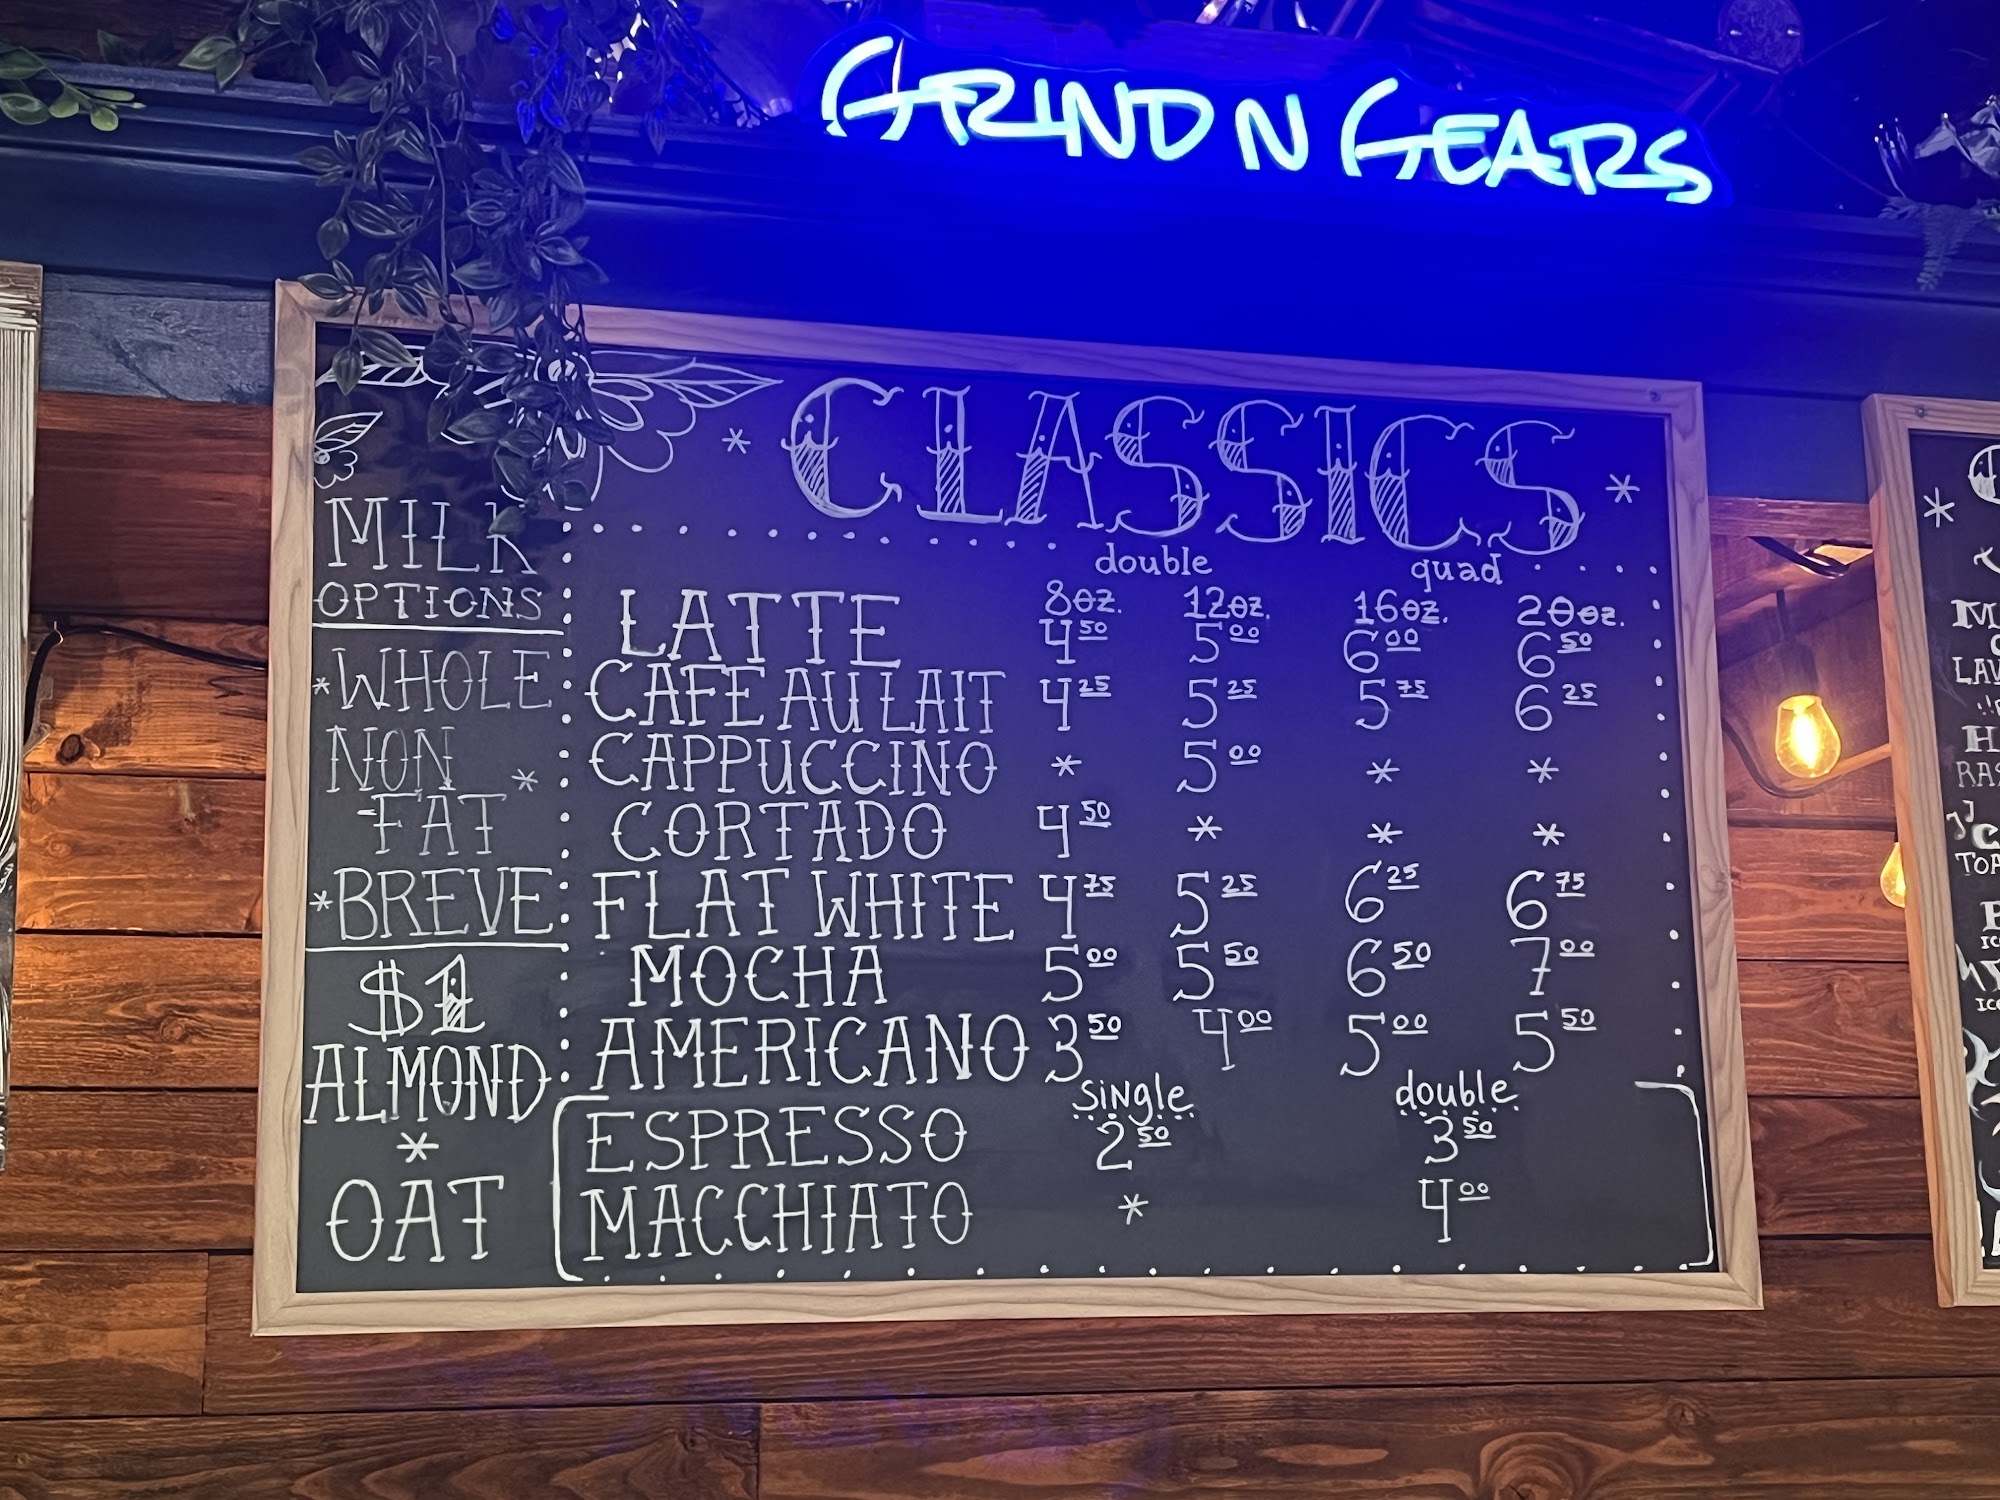 GRIND N GEARS
* CLASSICS *
MILK
OPTIONS
*WHOLE
NON *
FAT
*BREVE
$1
ALMOND
*
OAT
double quad
8oz. 12oz. 16oz. 20oz.
LATTE 4 50 5 00 6 00 6 50
CAFE AU LAIT 4 25 5 25 5 75 6 25
CAPPUCCINO * 5 00 * *
CORTADO 4 50 * * *
FLAT WHITE 4 75 5 25 6 25 6 75
MOCHA 5 00 5 50 6 50 7 00
AMERICANO 3 50 4 00 5 00 5 50
single double
ESPRESSO 2 50 3 50
MACCHIATO * 4 00